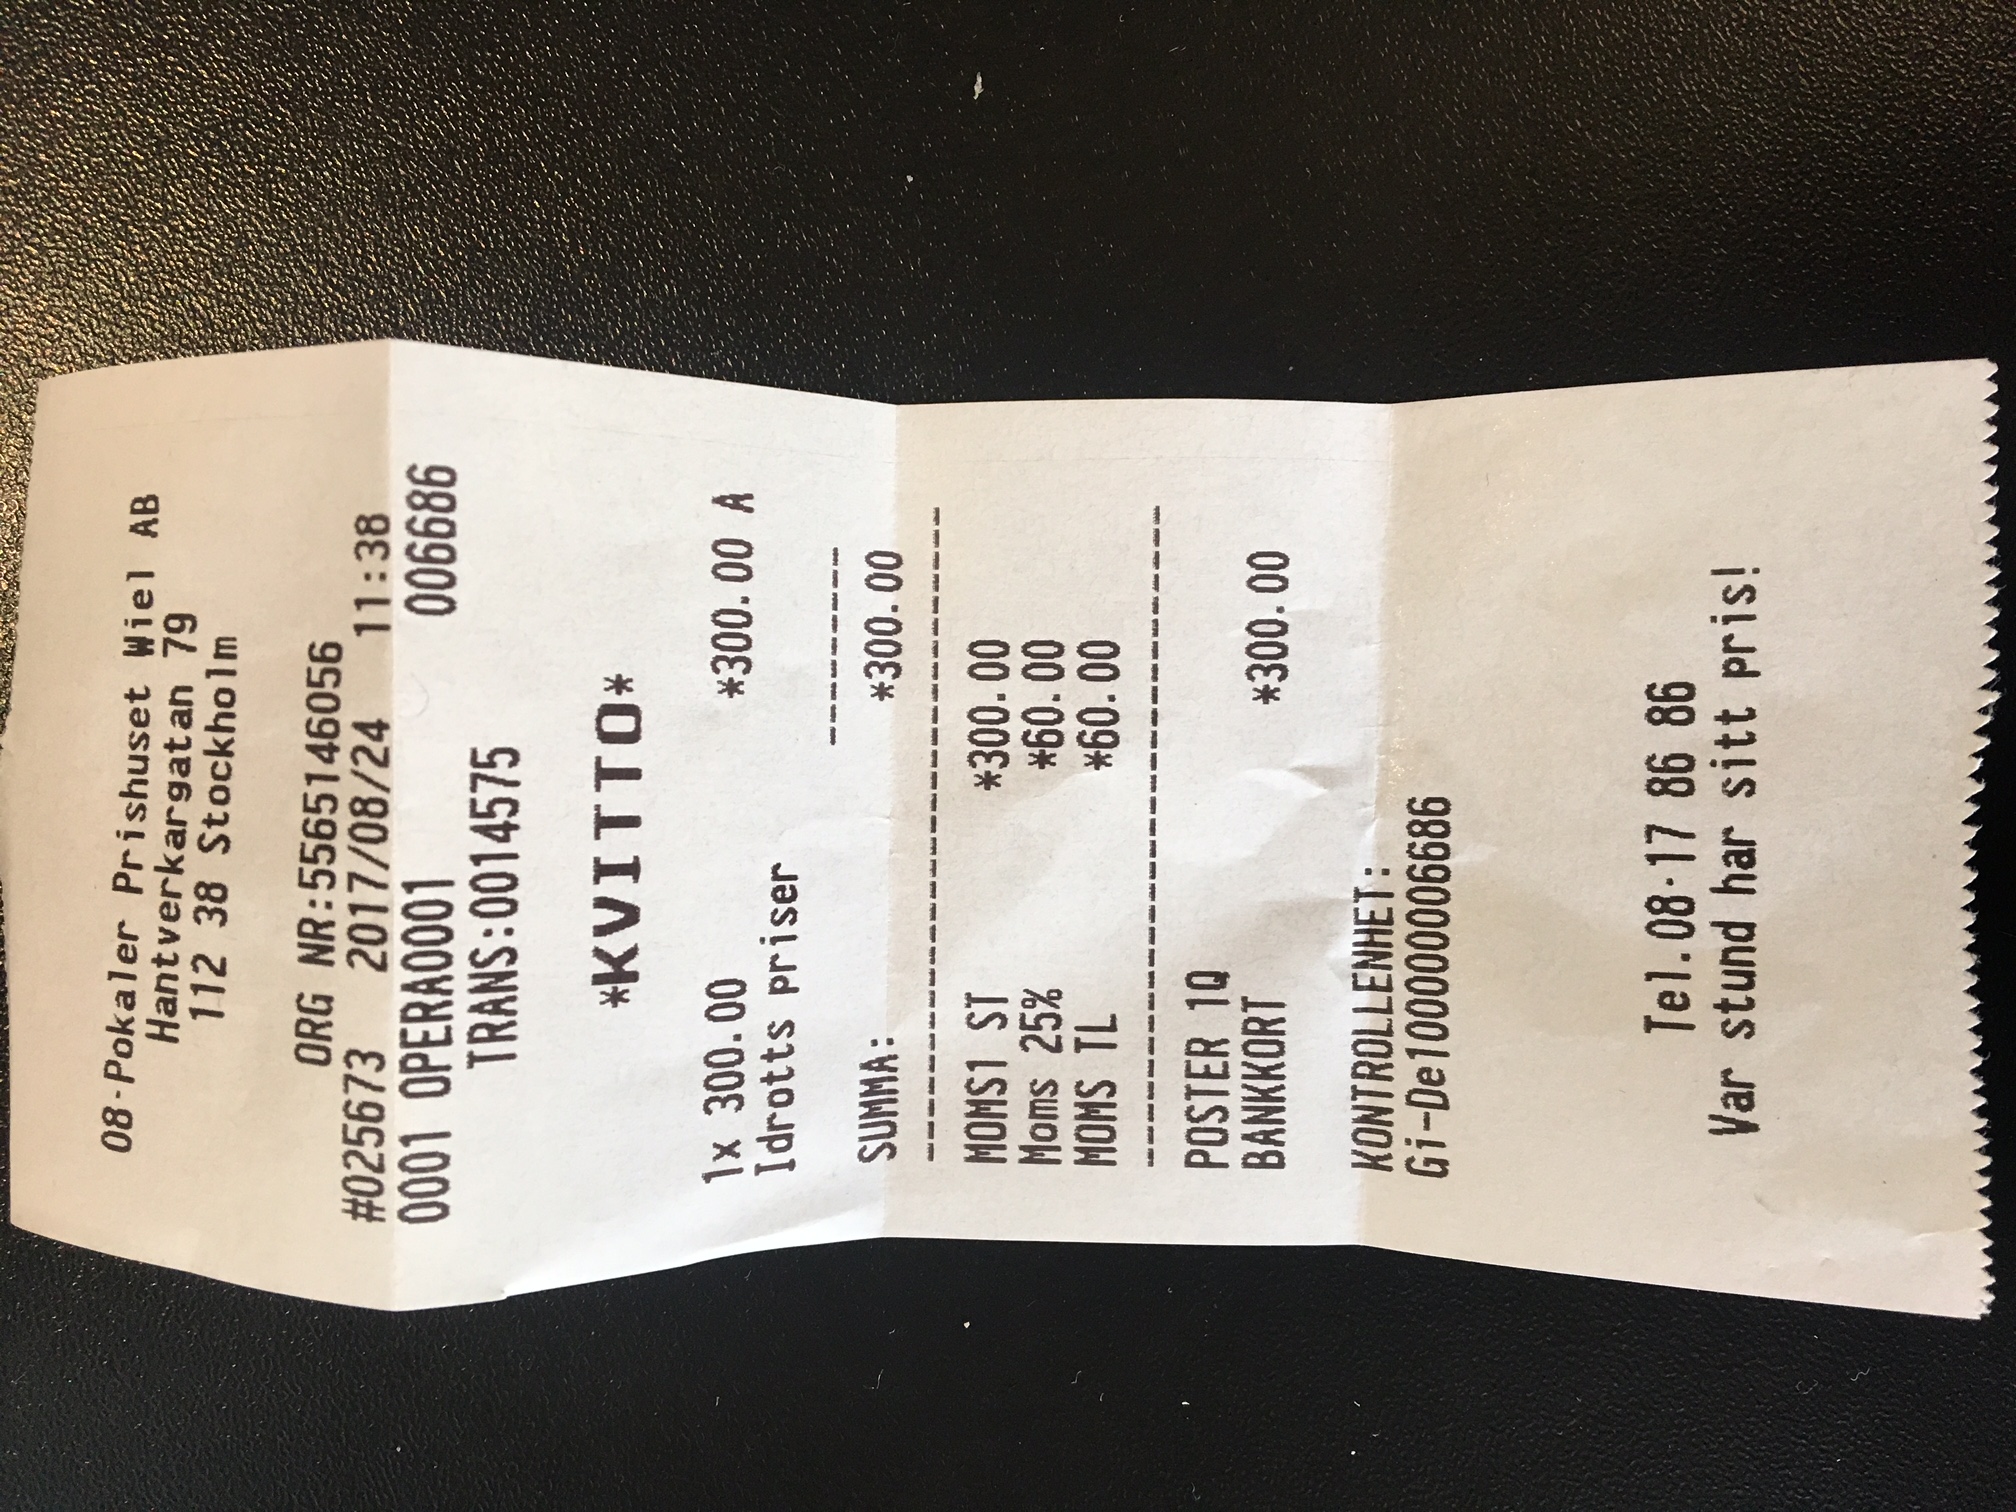 08-Pokaler Prishuset Wiel AB
Hantverkargatan 79
112 38 Stockholm
ORG NR:5565146056
#025673 2017/08/24 11:38
0001 OPERA0001 006686
TRANS:0014575
*KVITTO*
1x 300.00 *300.00 A
Idrotts priser
---------
SUMMA: *300.00
------------------------------
MOMS1 ST *300.00
Moms 25% *60.00
MOMS TL *60.00
------------------------------
POSTER 1Q
BANKKORT *300.00
KONTROLLENHET:
Gi-De100000006686
Tel.08-17 86 86
Var stund har sitt pris!